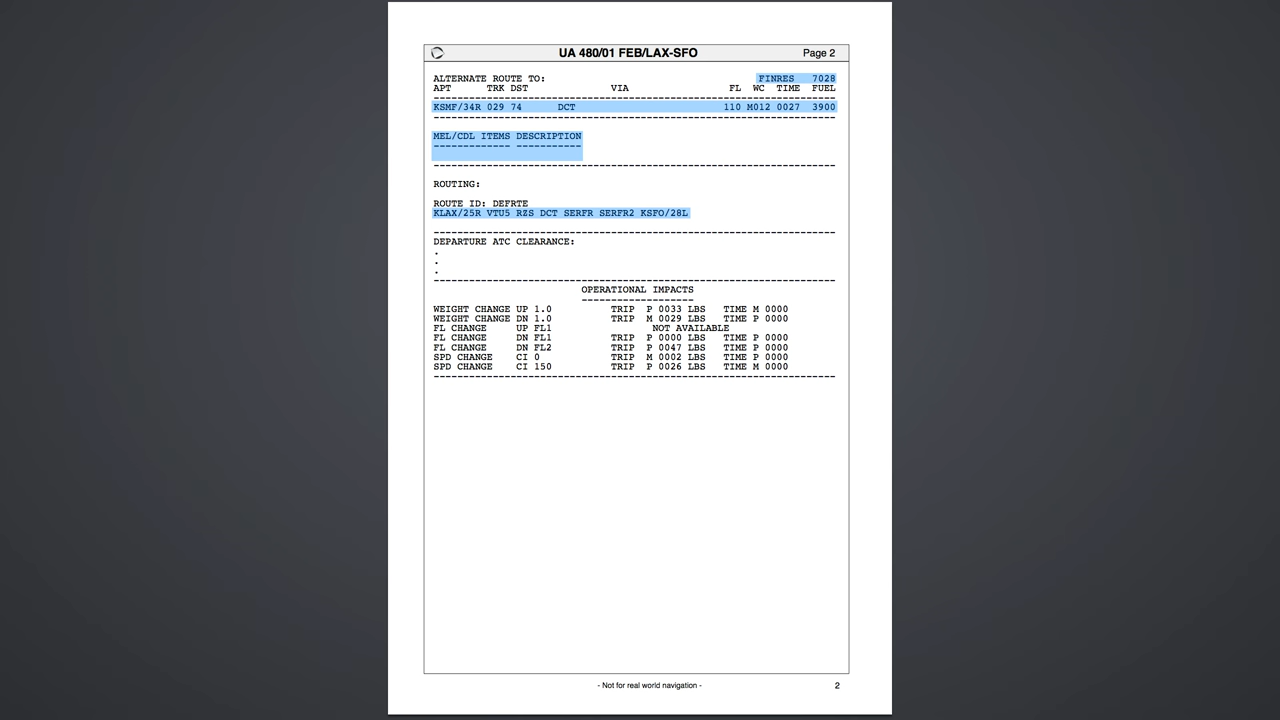 UA 480/01 FEB/LAX-SFO Page 2
ALTERNATE ROUTE TO: FINRES 7028
APT TRK DST VIA FL WC TIME FUEL
--------------------------------------------------------------------
KSMF/34R 029 74 DCT 110 M012 0027 3900
--------------------------------------------------------------------
MEL/CDL ITEMS DESCRIPTION
------------- -----------
--------------------------------------------------------------------
ROUTING:
ROUTE ID: DEFRTE
KLAX/25R VTU5 RZS DCT SERFR SERFR2 KSFO/28L
--------------------------------------------------------------------
DEPARTURE ATC CLEARANCE:
.
.
.
--------------------------------------------------------------------
OPERATIONAL IMPACTS
-------------------
WEIGHT CHANGE UP 1.0 TRIP P 0033 LBS TIME M 0000
WEIGHT CHANGE DN 1.0 TRIP M 0029 LBS TIME P 0000
FL CHANGE UP FL1 NOT AVAILABLE
FL CHANGE DN FL1 TRIP P 0000 LBS TIME P 0000
FL CHANGE DN FL2 TRIP P 0047 LBS TIME P 0000
SPD CHANGE CI 0 TRIP M 0002 LBS TIME P 0000
SPD CHANGE CI 150 TRIP P 0026 LBS TIME M 0000
--------------------------------------------------------------------
- Not for real world navigation - 2